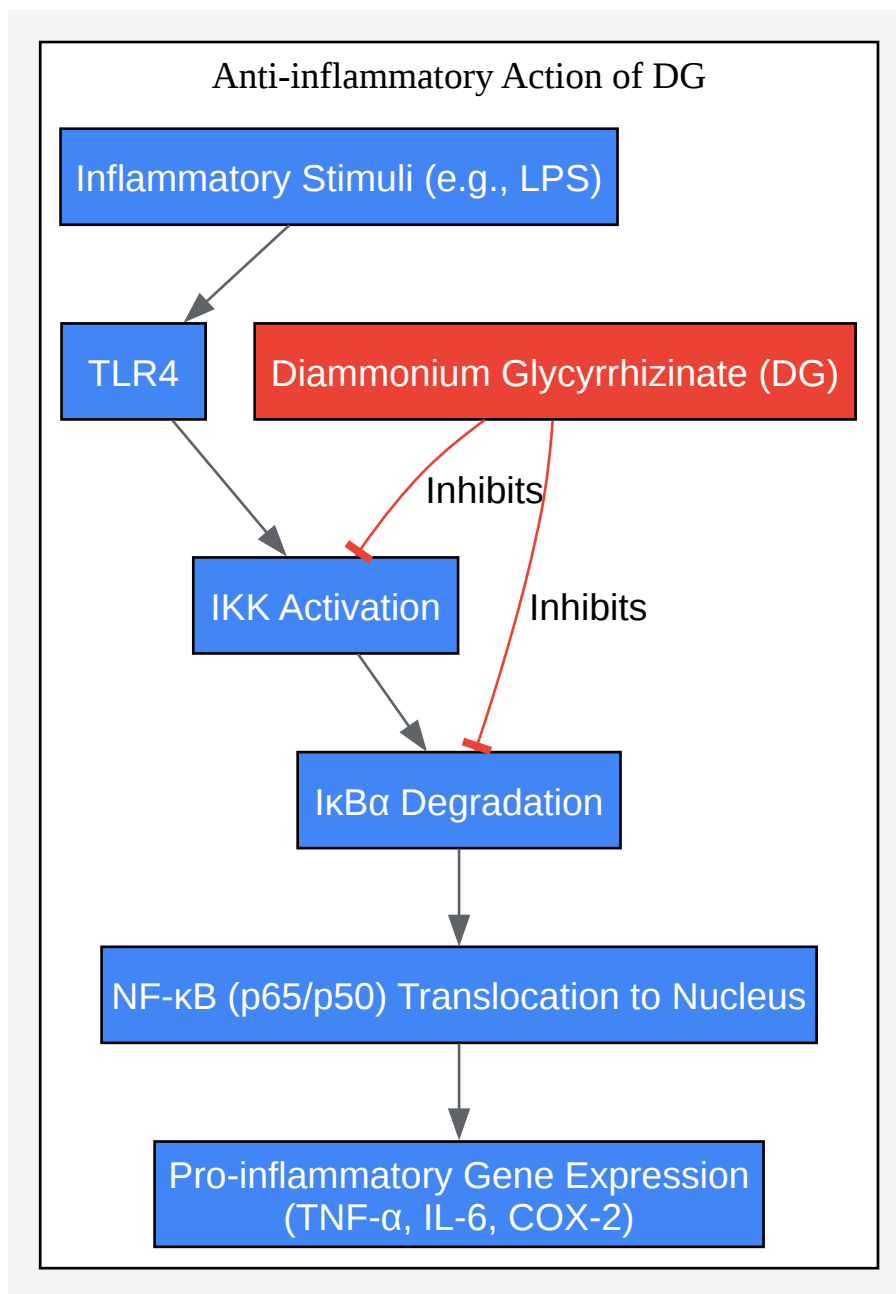 Anti-inflammatory Action of DG
Inflammatory Stimuli (e.g., LPS)
TLR4
Diammonium Glycyrrhizinate (DG)
Inhibits
IKK Activation
Inhibits
IκBα Degradation
NF-κB (p65/p50) Translocation to Nucleus
Pro-inflammatory Gene Expression
(TNF-α, IL-6, COX-2)